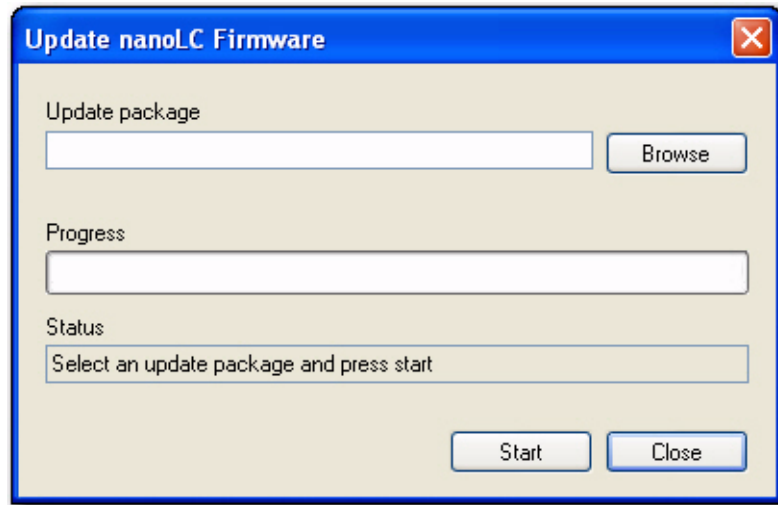 Update nanoLC Firmware
Update package
Browse
Progress
Status
Select an update package and press start
Start Close